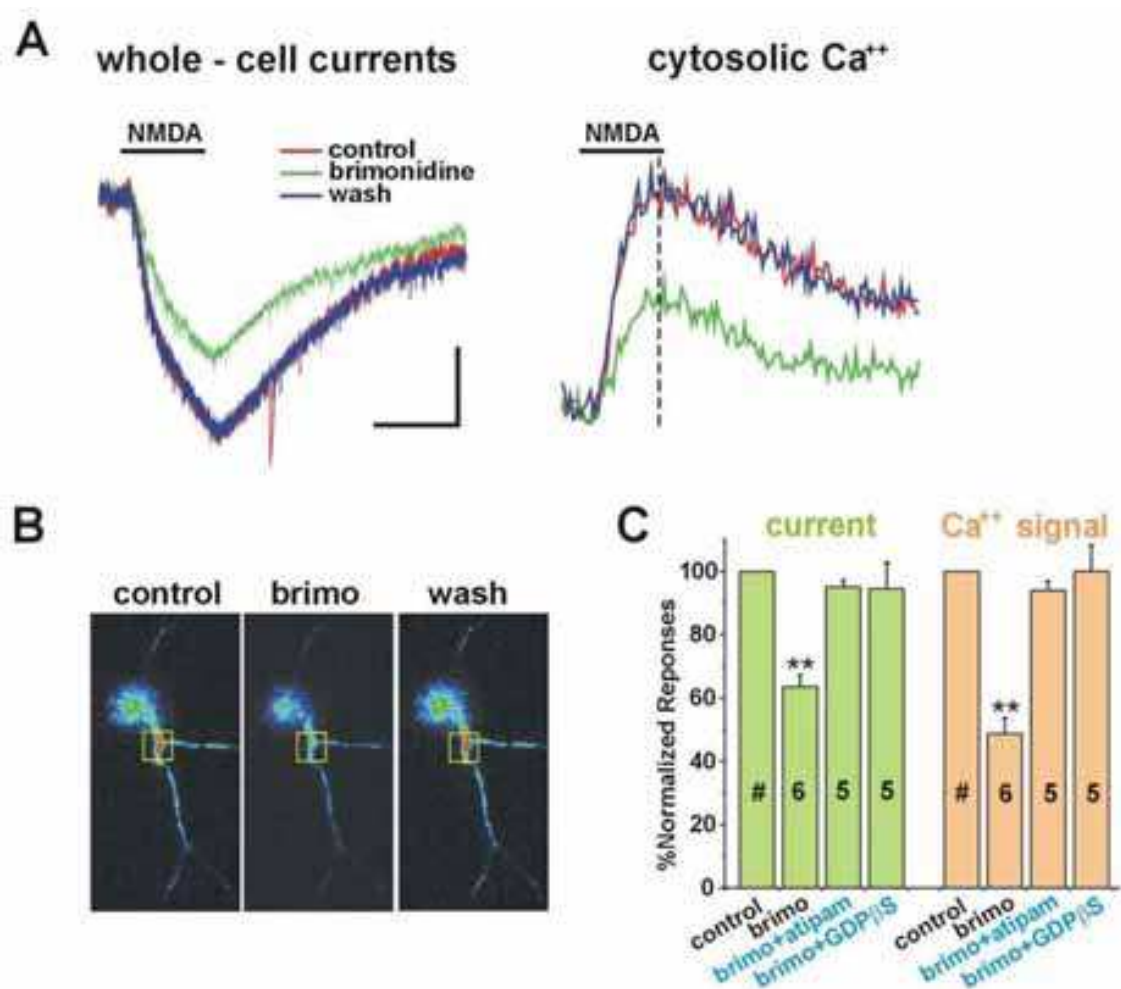 A
whole - cell currents
cytosolic Ca++
NMDA
control
brimonidine
wash
NMDA
B
control brimo wash
C
current
Ca++ signal
%Normalized Reponses
100
80
60
40
20
0
**
**
# 6 5 5
# 6 5 5
control
brimo
brimo+atipam
brimo+GDPβS
control
brimo
brimo+atipam
brimo+GDPβS